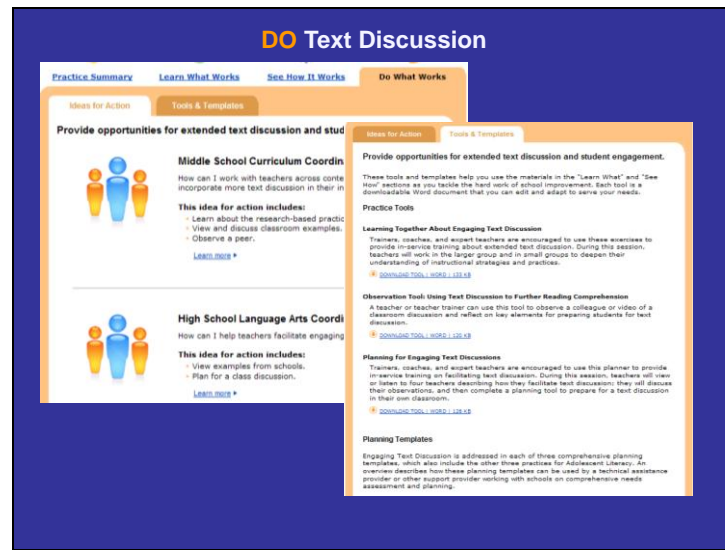 DO Text Discussion
Practice Summary Learn What Works See How It Works Do What Works
Ideas for Action Tools & Templates
Provide opportunities for extended text discussion and stud
Middle School Curriculum Coordin
How can I work with teachers across conte
incorporate more text discussion in their in
This idea for action includes:
Learn about the research-based practic
View and discuss classroom examples.
Observe a peer.
Learn more
High School Language Arts Coordi
How can I help teachers facilitate engaging
This idea for action includes:
View examples from schools.
Plan for a class discussion.
Learn more
Ideas for Action Tools & Templates
Provide opportunities for extended text discussion and student engagement.
These tools and templates help you use the materials in the "Learn What" and "See
How" sections as you tackle the hard work of school improvement. Each tool is a
downloadable Word document that you can edit and adapt to serve your needs.
Practice Tools
Learning Together About Engaging Text Discussion
Trainers, coaches, and expert teachers are encouraged to use these exercises to
provide in-service training about extended text discussion. During this session,
teachers will work in the larger group and in small groups to deepen their
understanding of instructional strategies and practices.
DOWNLOAD TOOL | WORD | 133 KB
Observation Tool: Using Text Discussion to Further Reading Comprehension
A teacher or teacher trainer can use this tool to observe a colleague or video of a
classroom discussion and reflect on key elements for preparing students for text
discussion.
DOWNLOAD TOOL | WORD | 120 KB
Planning for Engaging Text Discussions
Trainers, coaches, and expert teachers are encouraged to use this planner to provide
in-service training on facilitating text discussion. During this session, teachers will view
or listen to four teachers describing how they facilitate text discussion; they will discuss
their observations, and then complete a planning tool to prepare for a text discussion
in their own classroom.
DOWNLOAD TOOL | WORD | 128 KB
Planning Templates
Engaging Text Discussion is addressed in each of three comprehensive planning
templates, which also include the other three practices for Adolescent Literacy. An
overview describes how these planning templates can be used by a technical assistance
provider or other support provider working with schools on comprehensive needs
assessment and planning.